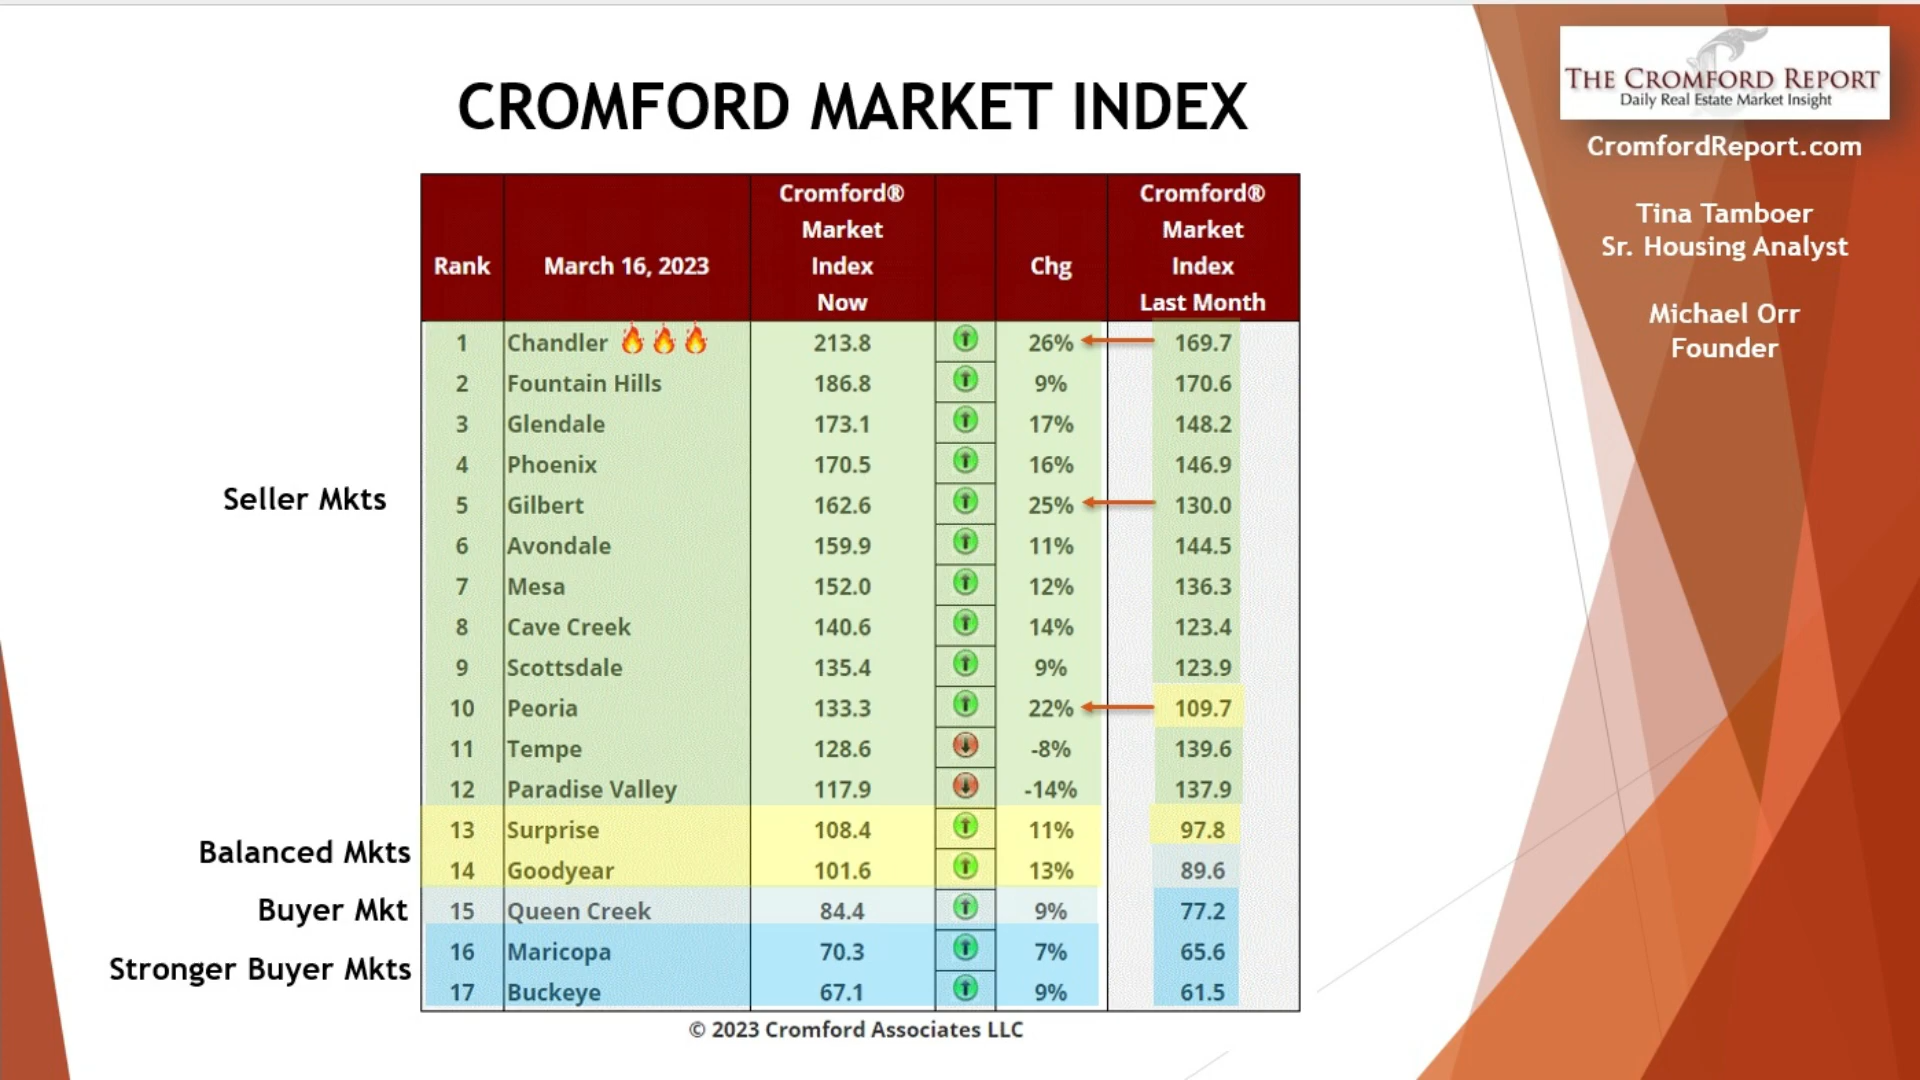 CROMFORD MARKET INDEX
THE CROMFORD REPORT
Daily Real Estate Market Insight
CromfordReport.com
Tina Tamboer
Sr. Housing Analyst
Michael Orr
Founder
Rank March 16, 2023 Cromford® Market Index Now Chg Cromford® Market Index Last Month
1 Chandler 213.8 26% 169.7
2 Fountain Hills 186.8 9% 170.6
3 Glendale 173.1 17% 148.2
4 Phoenix 170.5 16% 146.9
Seller Mkts
5 Gilbert 162.6 25% 130.0
6 Avondale 159.9 11% 144.5
7 Mesa 152.0 12% 136.3
8 Cave Creek 140.6 14% 123.4
9 Scottsdale 135.4 9% 123.9
10 Peoria 133.3 22% 109.7
11 Tempe 128.6 -8% 139.6
12 Paradise Valley 117.9 -14% 137.9
13 Surprise 108.4 11% 97.8
Balanced Mkts
14 Goodyear 101.6 13% 89.6
Buyer Mkt
15 Queen Creek 84.4 9% 77.2
16 Maricopa 70.3 7% 65.6
Stronger Buyer Mkts
17 Buckeye 67.1 9% 61.5
© 2023 Cromford Associates LLC